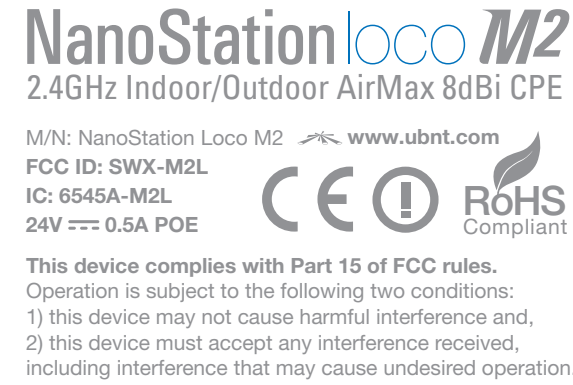 NanoStation loco M2
2.4GHz Indoor/Outdoor AirMax 8dBi CPE
M/N: NanoStation Loco M2 www.ubnt.com
FCC ID: SWX-M2L
IC: 6545A-M2L
24V 0.5A POE
CE
RoHS
Compliant
This device complies with Part 15 of FCC rules.
Operation is subject to the following two conditions:
1) this device may not cause harmful interference and,
2) this device must accept any interference received,
including interference that may cause undesired operation.